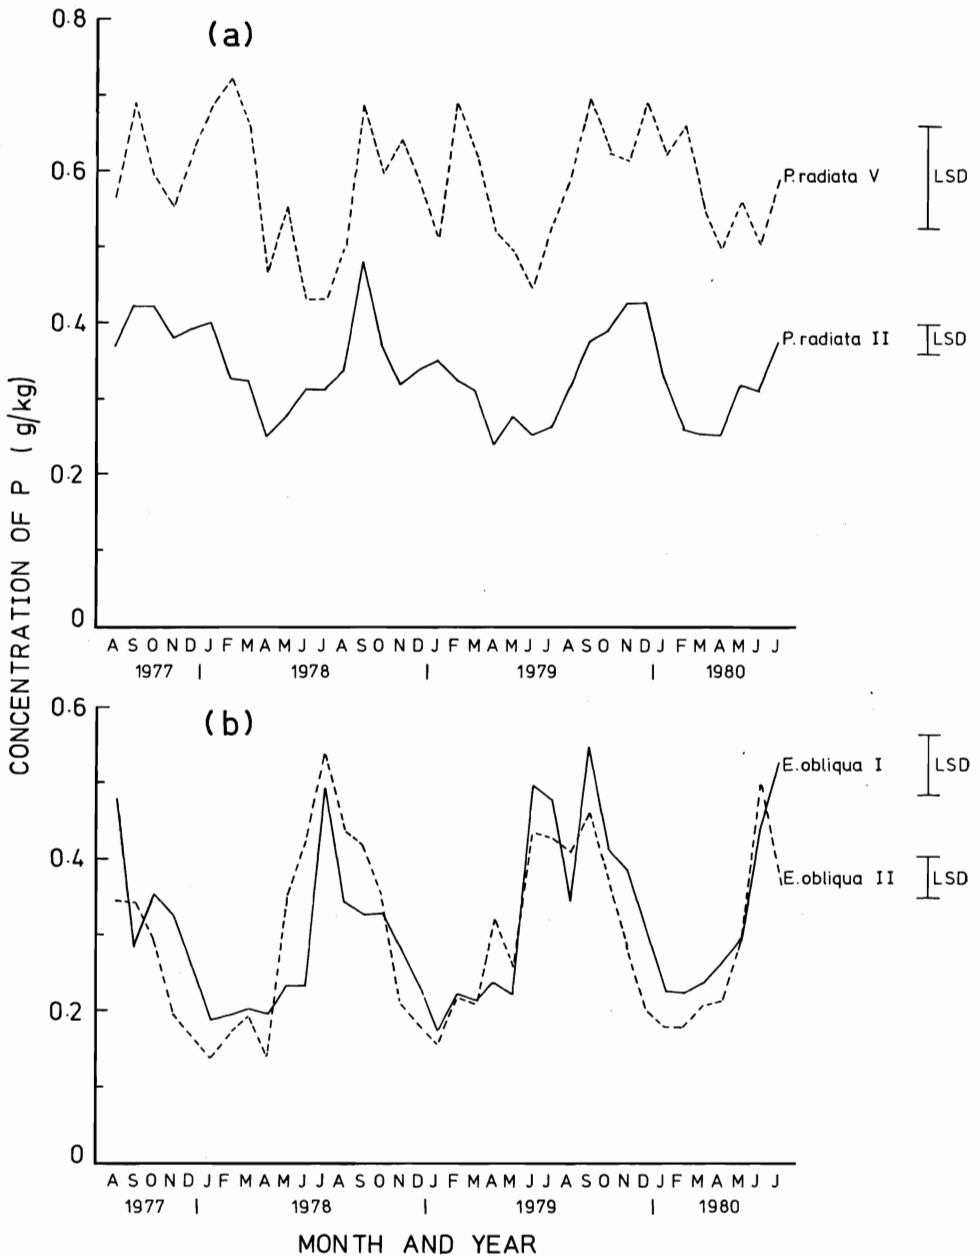 CONCENTRATION OF P ( g/kg)
(a)
0.8
0.6
0.4
0.2
0
P. radiata V
LSD
P. radiata II
LSD
A S O N D J F M A M J J A S O N D J F M A M J J A S O N D J F M A M J J
1977 | 1978 | 1979 | 1980
(b)
0.6
0.4
0.2
0
E. obliqua I
LSD
E. obliqua II
LSD
A S O N D J F M A M J J A S O N D J F M A M J J A S O N D J F M A M J J
1977 | 1978 | 1979 | 1980
MONTH AND YEAR